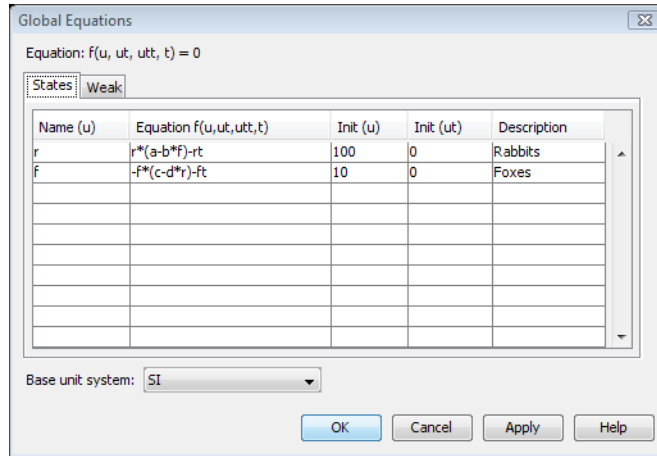 Global Equations
Equation: f(u, ut, utt, t) = 0
States Weak
Name (u) Equation f(u,ut,utt,t) Init (u) Init (ut) Description
r r*(a-b*f)-rt 100 0 Rabbits
f -f*(c-d*r)-ft 10 0 Foxes
Base unit system: SI
OK Cancel Apply Help